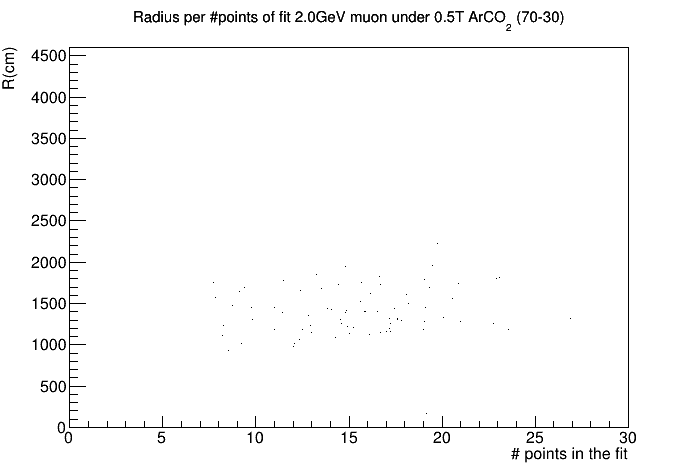 Radius per #points of fit 2.0GeV muon under 0.5T ArCO2 (70-30)
R(cm)
4500
4000
3500
3000
2500
2000
1500
1000
500
0
0 5 10 15 20 25 30
# points in the fit